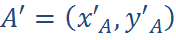 A′ = (x′_A, y′_A)